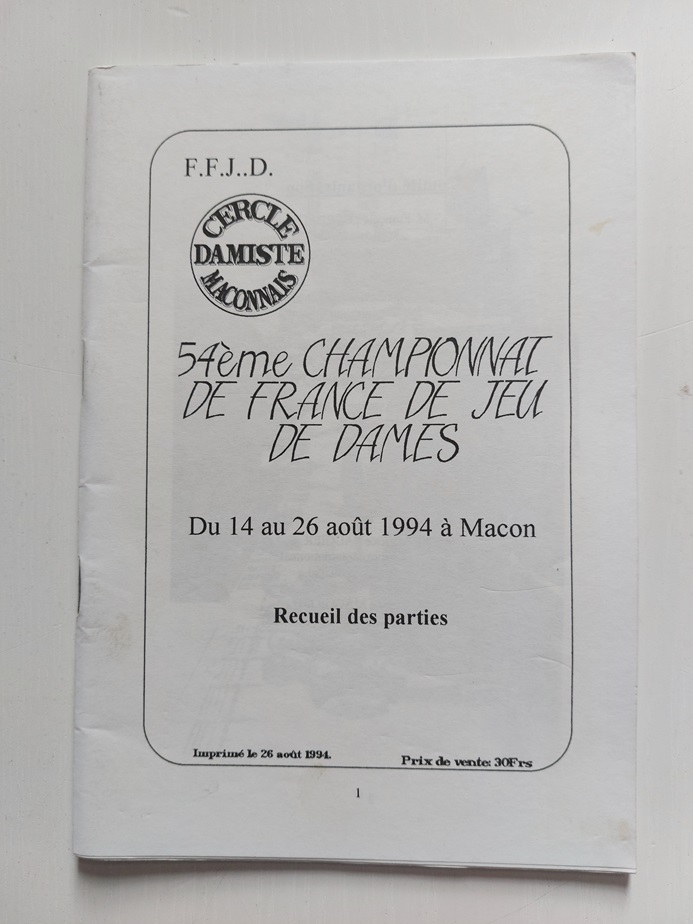 F.F.J..D.
CERCLE
DAMISTE
MACONNAIS
54ème CHAMPIONNAT
DE FRANCE DE JEU
DE DAMES
Du 14 au 26 août 1994 à Macon
Recueil des parties
Imprimé le 26 août 1994.
Prix de vente: 30Frs
1